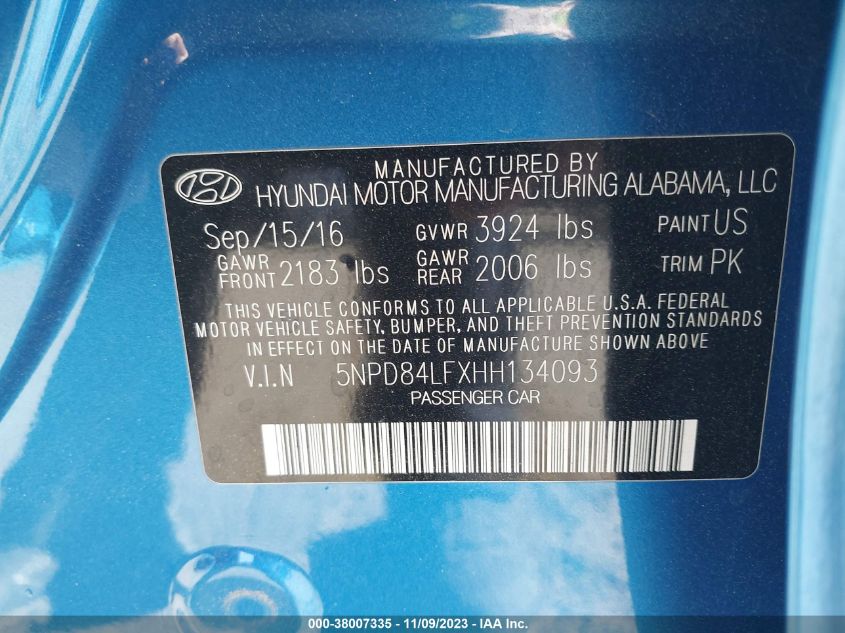 MANUFACTURED BY
HYUNDAI MOTOR MANUFACTURING ALABAMA, LLC
Sep/15/16 GVWR 3924 lbs PAINT US
GAWR FRONT 2183 lbs GAWR REAR 2006 lbs TRIM PK
THIS VEHICLE CONFORMS TO ALL APPLICABLE U.S.A. FEDERAL
MOTOR VEHICLE SAFETY, BUMPER, AND THEFT PREVENTION STANDARDS
IN EFFECT ON THE DATE OF MANUFACTURE SHOWN ABOVE
V.I.N 5NPD84LFXHH134093
PASSENGER CAR
000-38007335 - 11/09/2023 - IAA Inc.